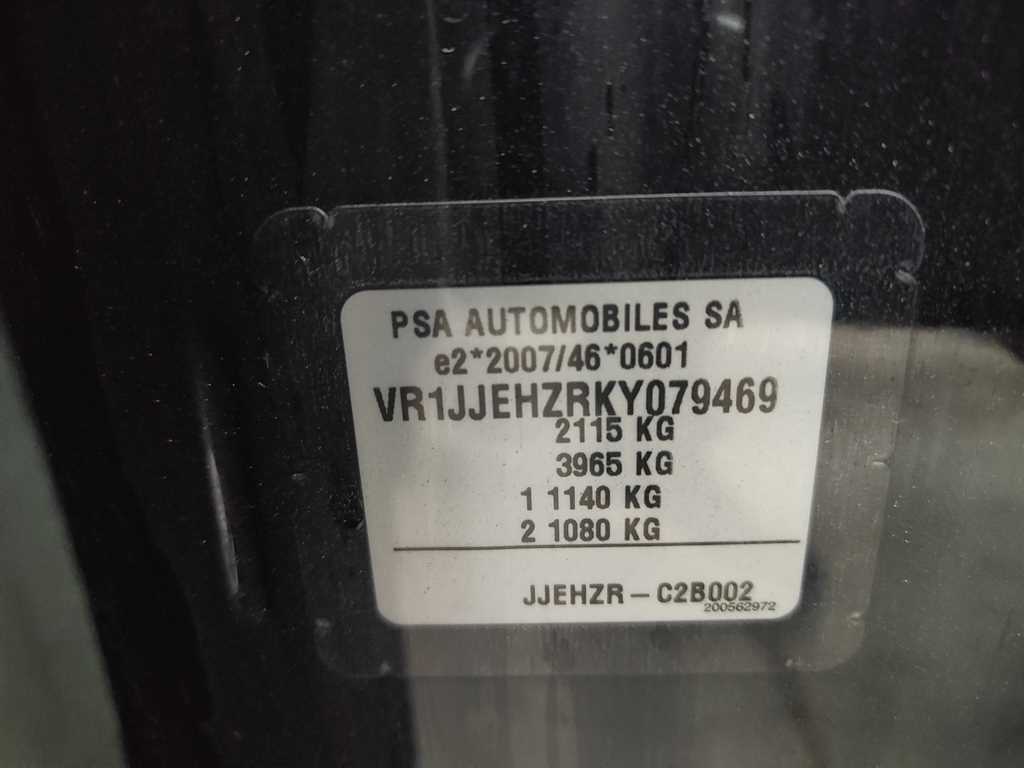 PSA AUTOMOBILES SA
e2*2007/46*0601
VR1JJEHZRKY079469
2115 KG
3965 KG
1 1140 KG
2 1080 KG
JJEHZR – C2B002
200562972